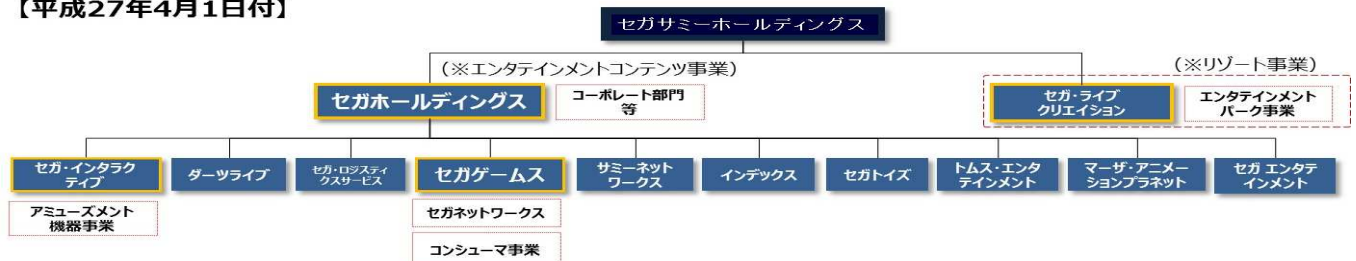 【平成27年4月1日付】
セガサミーホールディングス
(※エンタテインメントコンテンツ事業)
(※リゾート事業)
セガホールディングス
コーポレート部門
等
セガ・ライブ
クリエイション
エンタテインメント
パーク事業
セガ・インタラク
ティブ
ダーツライブ
セガ・ロジスティ
クスサービス
セガゲームス
サミーネット
ワークス
インデックス
セガトイズ
トムス・エンタ
テインメント
マーザ・アニメー
ションプラネット
セガ エンタテ
インメント
アミューズメント
機器事業
セガネットワークス
コンシューマ事業